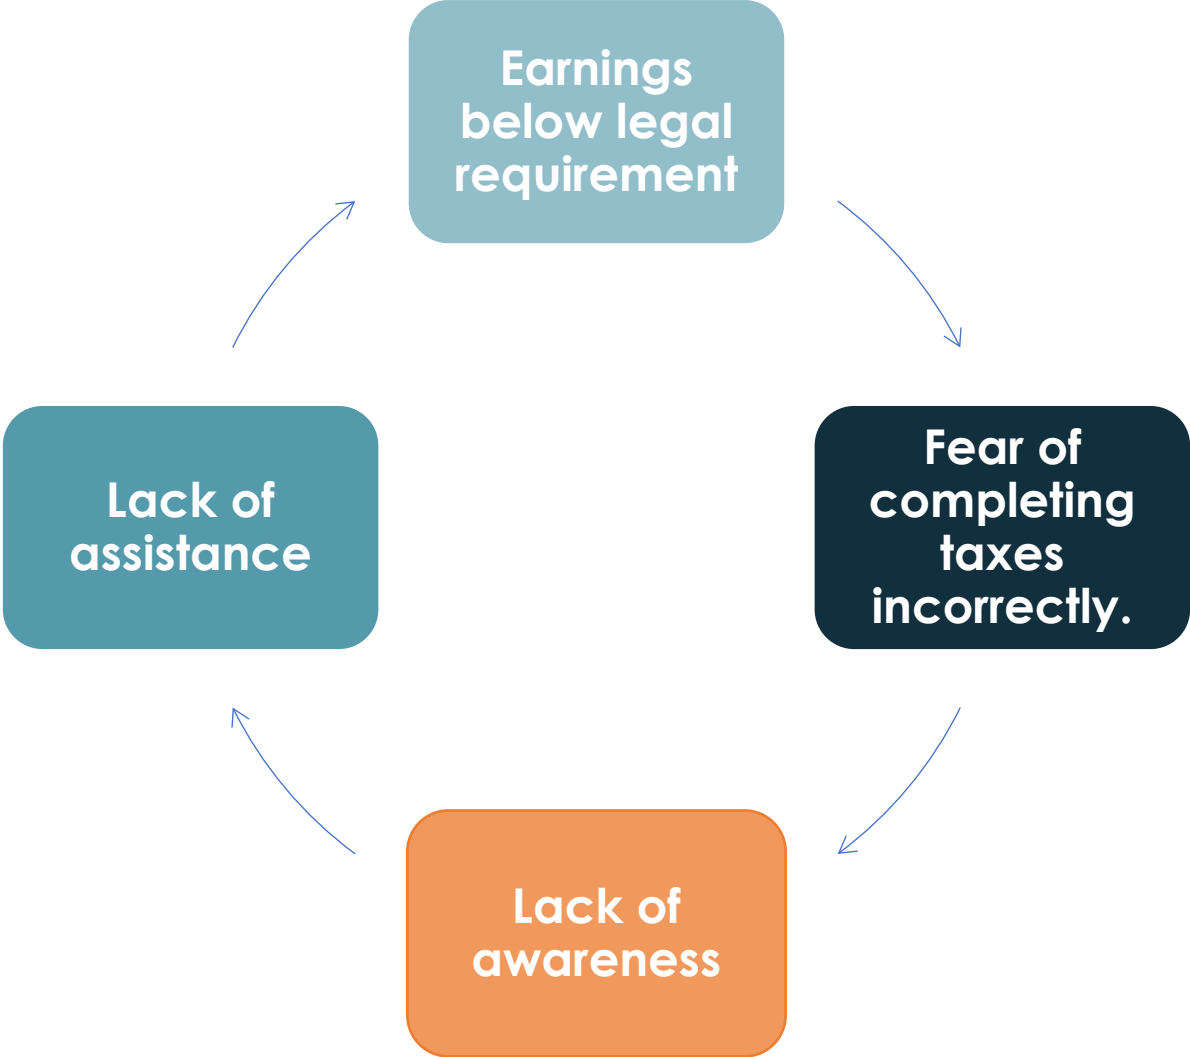 Earnings
below legal
requirement
Fear of
completing
taxes
incorrectly.
Lack of
awareness
Lack of
assistance